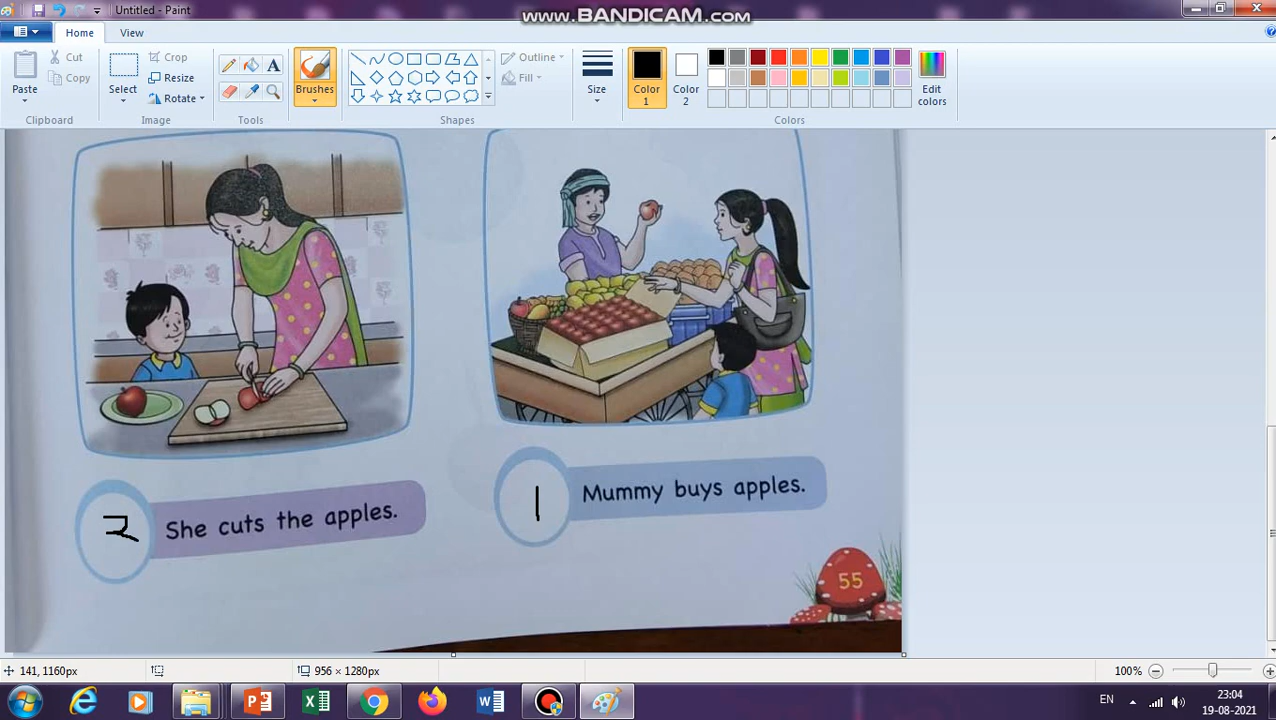 Untitled - Paint
www.BANDICAM.com
Home
View
Paste
Cut
Copy
Clipboard
Select
Crop
Resize
Rotate
Image
A
Tools
Brushes
Outline
Fill
Shapes
Size
Color 1
Color 2
Edit colors
Colors
2 She cuts the apples.
1 Mummy buys apples.
55
141, 1160px
956 × 1280px
100%
EN
23:04
19-08-2021